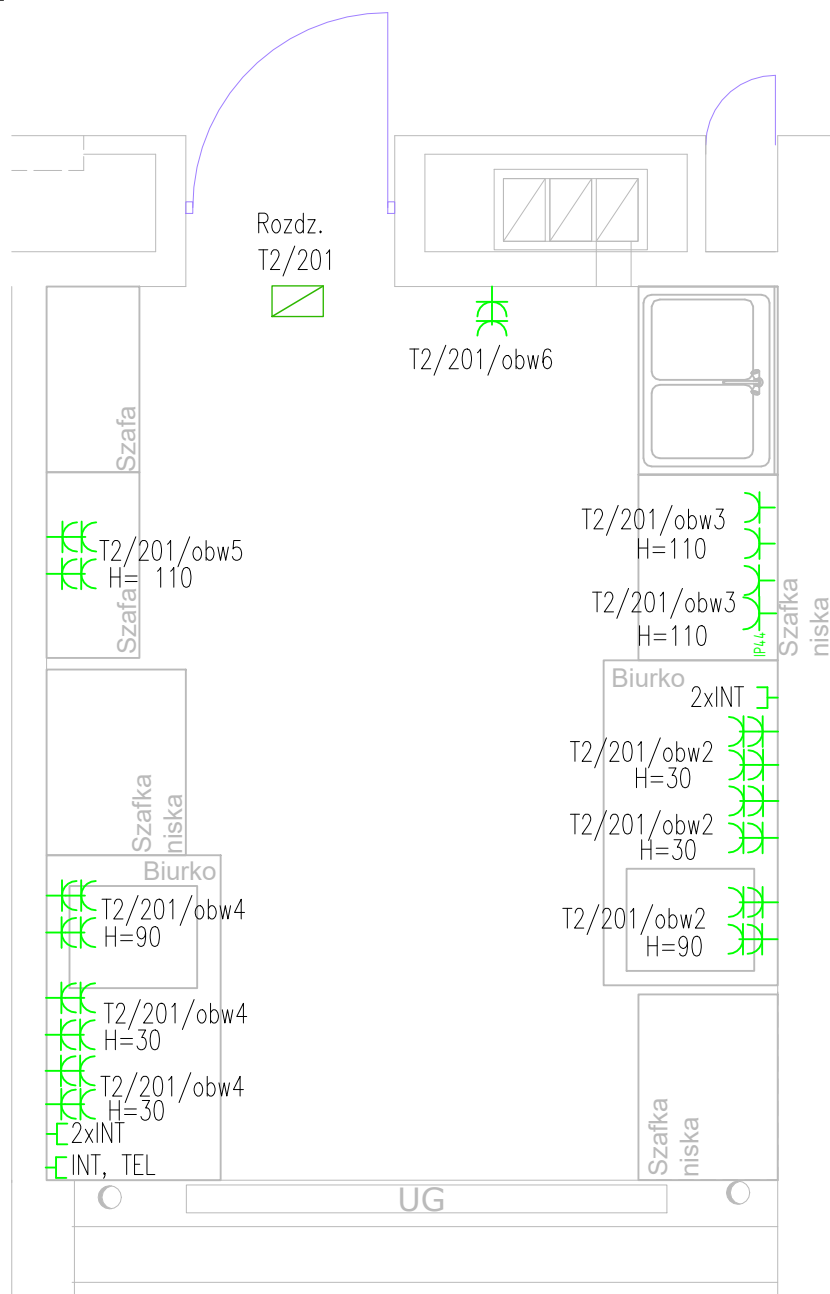 Rozdz.
T2/201
T2/201/obw6
Szafa
T2/201/obw5
H= 110
Szafa
T2/201/obw3
H=110
T2/201/obw3
H=110
IP44
Szafka
niska
Biurko
2xINT
T2/201/obw2
H=30
T2/201/obw2
H=30
T2/201/obw2
H=90
Szafka
niska
Biurko
T2/201/obw4
H=90
T2/201/obw4
H=30
T2/201/obw4
H=30
2xINT
INT, TEL
Szafka
niska
UG